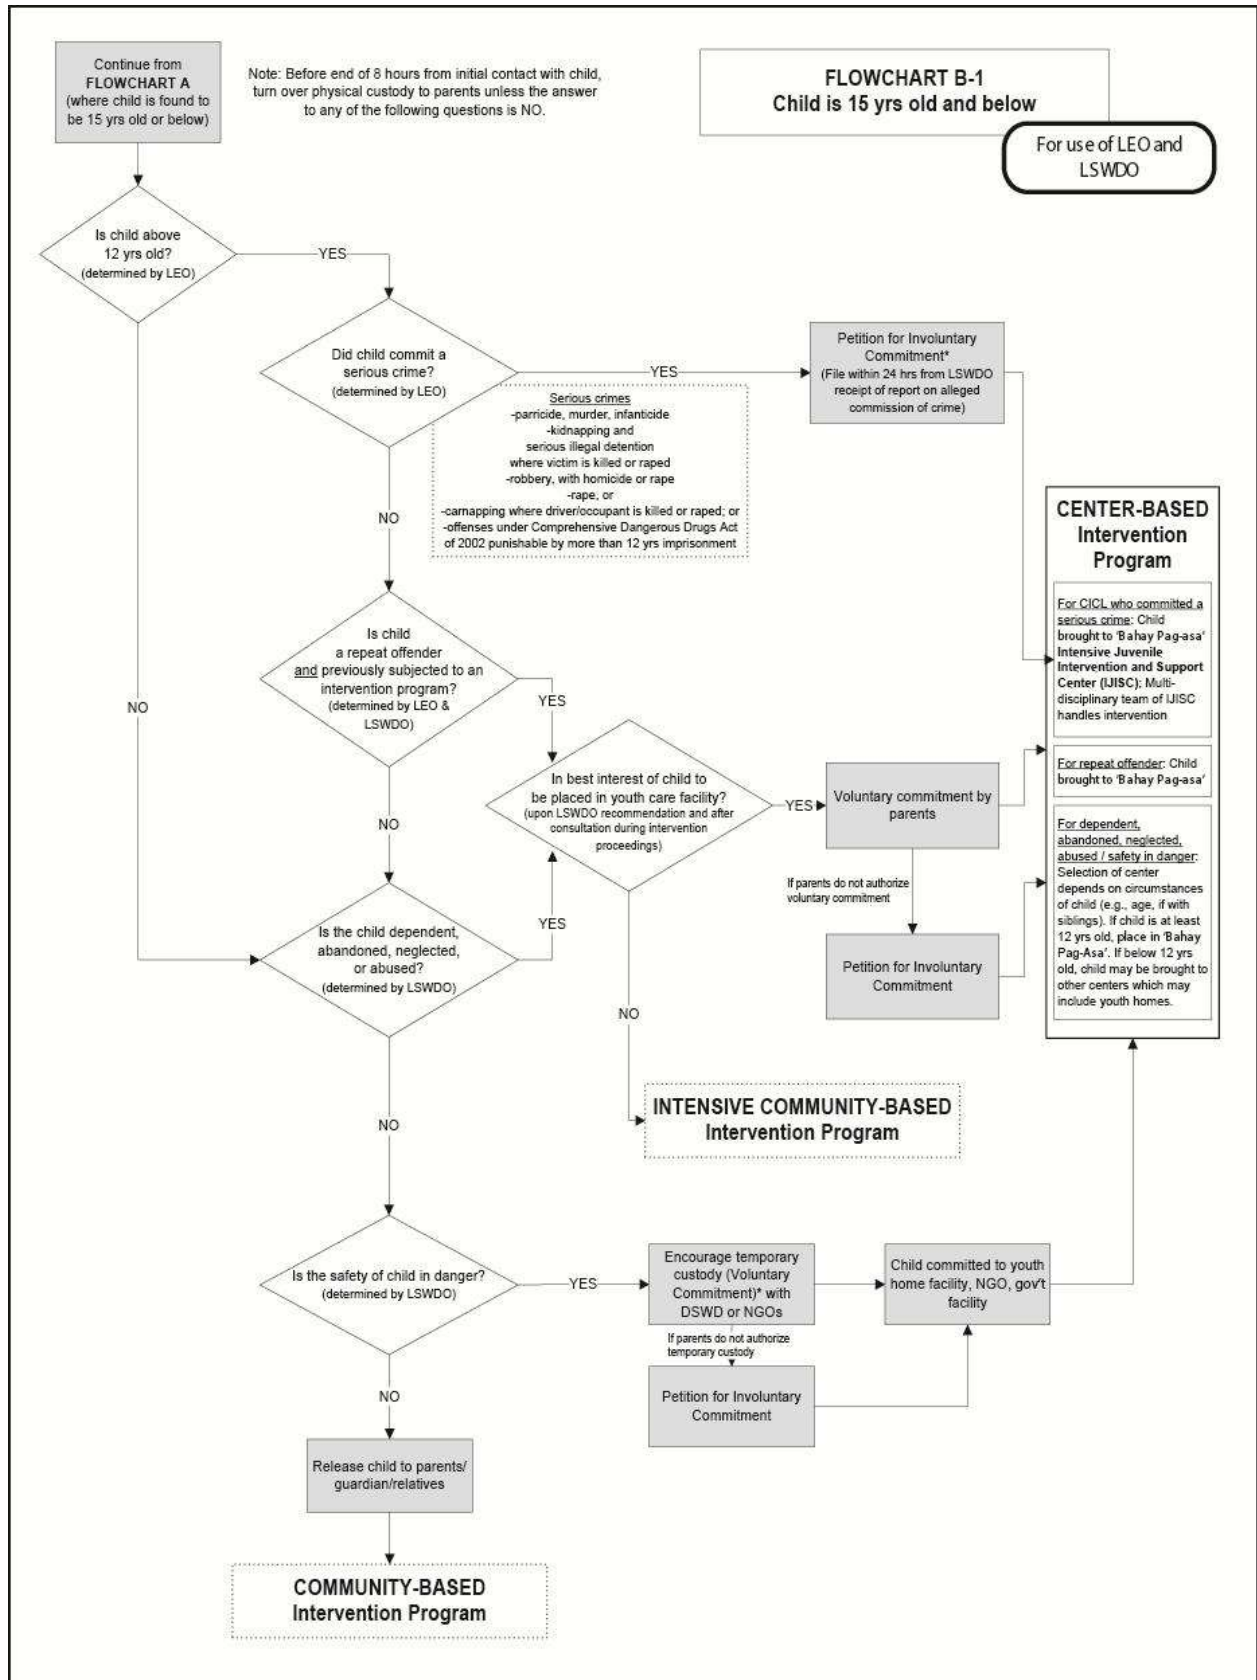 Continue from
FLOWCHART A
(where child is found to
be 15 yrs old or below)
Note: Before end of 8 hours from initial contact with child,
turn over physical custody to parents unless the answer
to any of the following questions is NO.
FLOWCHART B-1
Child is 15 yrs old and below
For use of LEO and
LSWDO
Is child above
12 yrs old?
(determined by LEO)
YES
Did child commit a
serious crime?
(determined by LEO)
YES
Petition for Involuntary
Commitment*
(File within 24 hrs from LSWDO
receipt of report on alleged
commission of crime)
Serious crimes
-parricide, murder, infanticide
-kidnapping and
serious illegal detention
where victim is killed or raped
-robbery, with homicide or rape
-rape, or
-carnapping where driver/occupant is killed or raped; or
-offenses under Comprehensive Dangerous Drugs Act
of 2002 punishable by more than 12 yrs imprisonment
NO
CENTER-BASED
Intervention
Program
For CICL who committed a
serious crime: Child
brought to 'Bahay Pag-asa'
Intensive Juvenile
Intervention and Support
Center (IJISC); Multi-
disciplinary team of IJISC
handles intervention
For repeat offender: Child
brought to 'Bahay Pag-asa'
For dependent,
abandoned, neglected,
abused / safety in danger:
Selection of center
depends on circumstances
of child (e.g., age, if with
siblings). If child is at least
12 yrs old, place in 'Bahay
Pag-Asa'. If below 12 yrs
old, child may be brought to
other centers which may
include youth homes.
Is child
a repeat offender
and previously subjected to an
intervention program?
(determined by LEO &
LSWDO)
YES
NO
In best interest of child to
be placed in youth care facility?
(upon LSWDO recommendation and after
consultation during intervention
proceedings)
YES
Voluntary commitment by
parents
NO
If parents do not authorize
voluntary commitment
Is the child dependent,
abandoned, neglected,
or abused?
(determined by LSWDO)
YES
Petition for Involuntary
Commitment
NO
INTENSIVE COMMUNITY-BASED
Intervention Program
NO
Is the safety of child in danger?
(determined by LSWDO)
YES
Encourage temporary
custody (Voluntary
Commitment)* with
DSWD or NGOs
Child committed to youth
home facility, NGO, gov't
facility
If parents do not authorize
temporary custody
Petition for Involuntary
Commitment
NO
Release child to parents/
guardian/relatives
COMMUNITY-BASED
Intervention Program